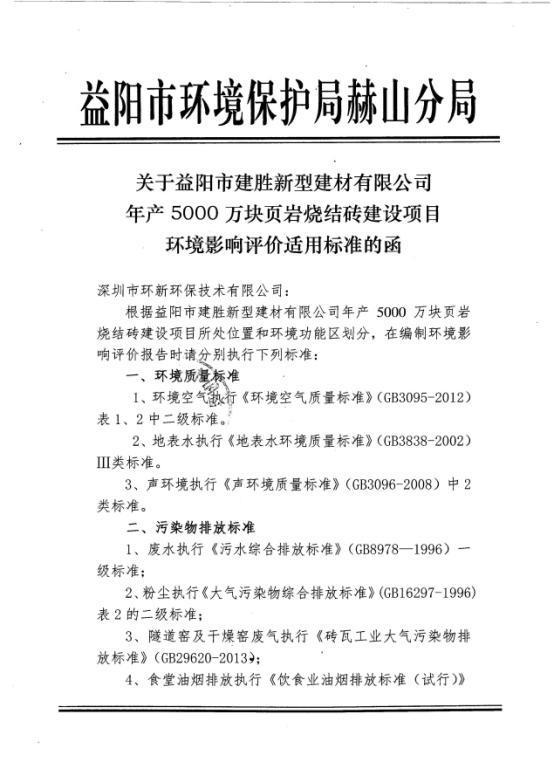 益阳市环境保护局赫山分局
关于益阳市建胜新型建材有限公司
年产 5000 万块页岩烧结砖建设项目
环境影响评价适用标准的函
深圳市环新环保技术有限公司：
根据益阳市建胜新型建材有限公司年产 5000 万块页岩
烧结砖建设项目所处位置和环境功能区划分，在编制环境影
响评价报告时请分别执行下列标准：
一、环境质量标准
1、环境空气执行《环境空气质量标准》（GB3095-2012）
表 1、2 中二级标准。
2、地表水执行《地表水环境质量标准》（GB3838-2002）
III类标准。
3、声环境执行《声环境质量标准》（GB3096-2008）中 2
类标准。
二、污染物排放标准
1、废水执行《污水综合排放标准》（GB8978—1996）一
级标准；
2、粉尘执行《大气污染物综合排放标准》(GB16297-1996)
表 2 的二级标准；
3、隧道窑及干燥窑废气执行《砖瓦工业大气污染物排
放标准》（GB29620-2013）；
4、食堂油烟排放执行《饮食业油烟排放标准（试行）》